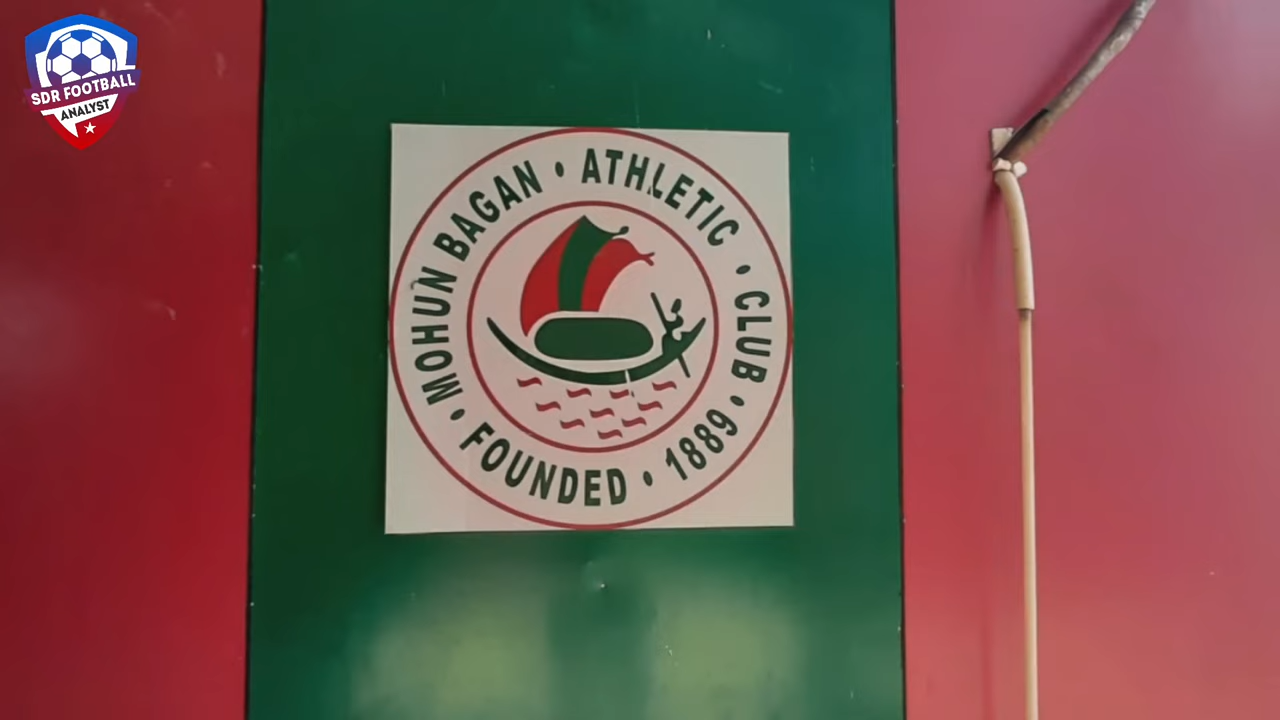 SDR FOOTBALL
ANALYST
MOHUN BAGAN • ATHLETIC • CLUB •
FOUNDED • 1889 •